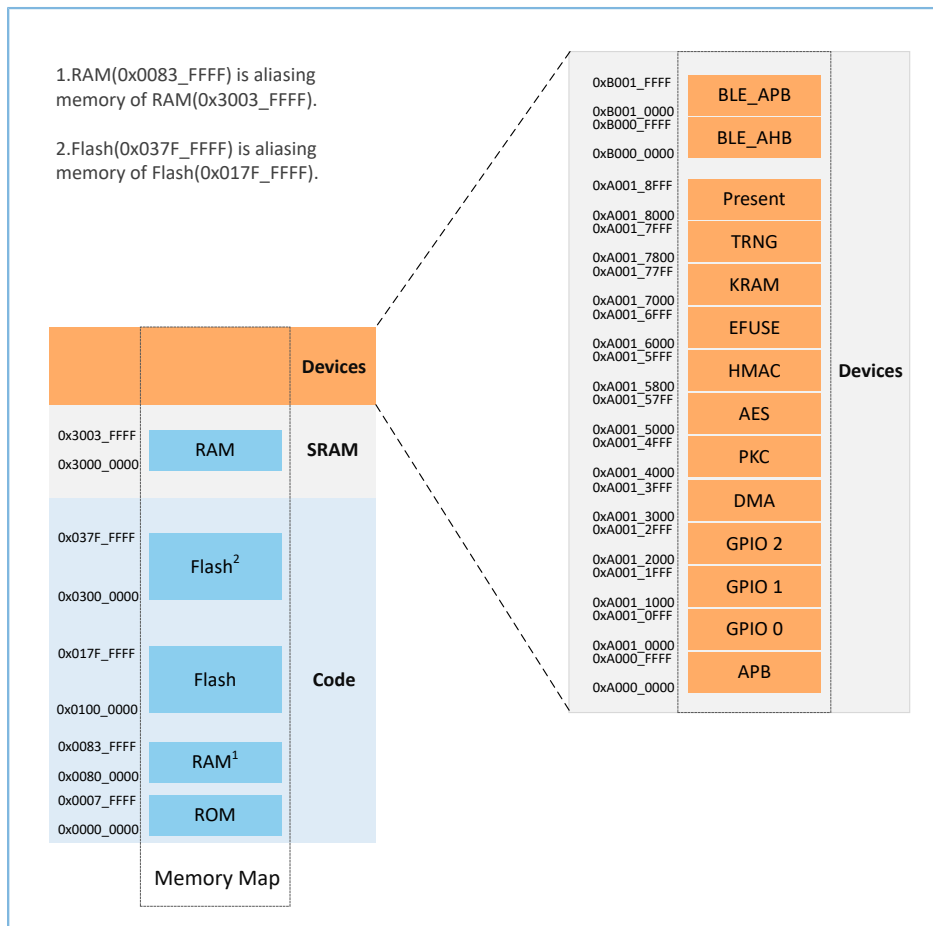 1.RAM(0x0083_FFFF) is aliasing
memory of RAM(0x3003_FFFF).
2.Flash(0x037F_FFFF) is aliasing
memory of Flash(0x017F_FFFF).
Devices
0x3003_FFFF
RAM
SRAM
0x3000_0000
0x037F_FFFF
Flash2
0x0300_0000
0x017F_FFFF
Flash
Code
0x0100_0000
0x0083_FFFF
RAM1
0x0080_0000
0x0007_FFFF
ROM
0x0000_0000
Memory Map
0xB001_FFFF
BLE_APB
0xB001_0000
0xB000_FFFF
BLE_AHB
0xB000_0000
0xA001_8FFF
Present
0xA001_8000
0xA001_7FFF
TRNG
0xA001_7800
0xA001_77FF
KRAM
0xA001_7000
0xA001_6FFF
EFUSE
0xA001_6000
0xA001_5FFF
HMAC
Devices
0xA001_5800
0xA001_57FF
AES
0xA001_5000
0xA001_4FFF
PKC
0xA001_4000
0xA001_3FFF
DMA
0xA001_3000
0xA001_2FFF
GPIO 2
0xA001_2000
0xA001_1FFF
GPIO 1
0xA001_1000
0xA001_0FFF
GPIO 0
0xA001_0000
0xA000_FFFF
APB
0xA000_0000